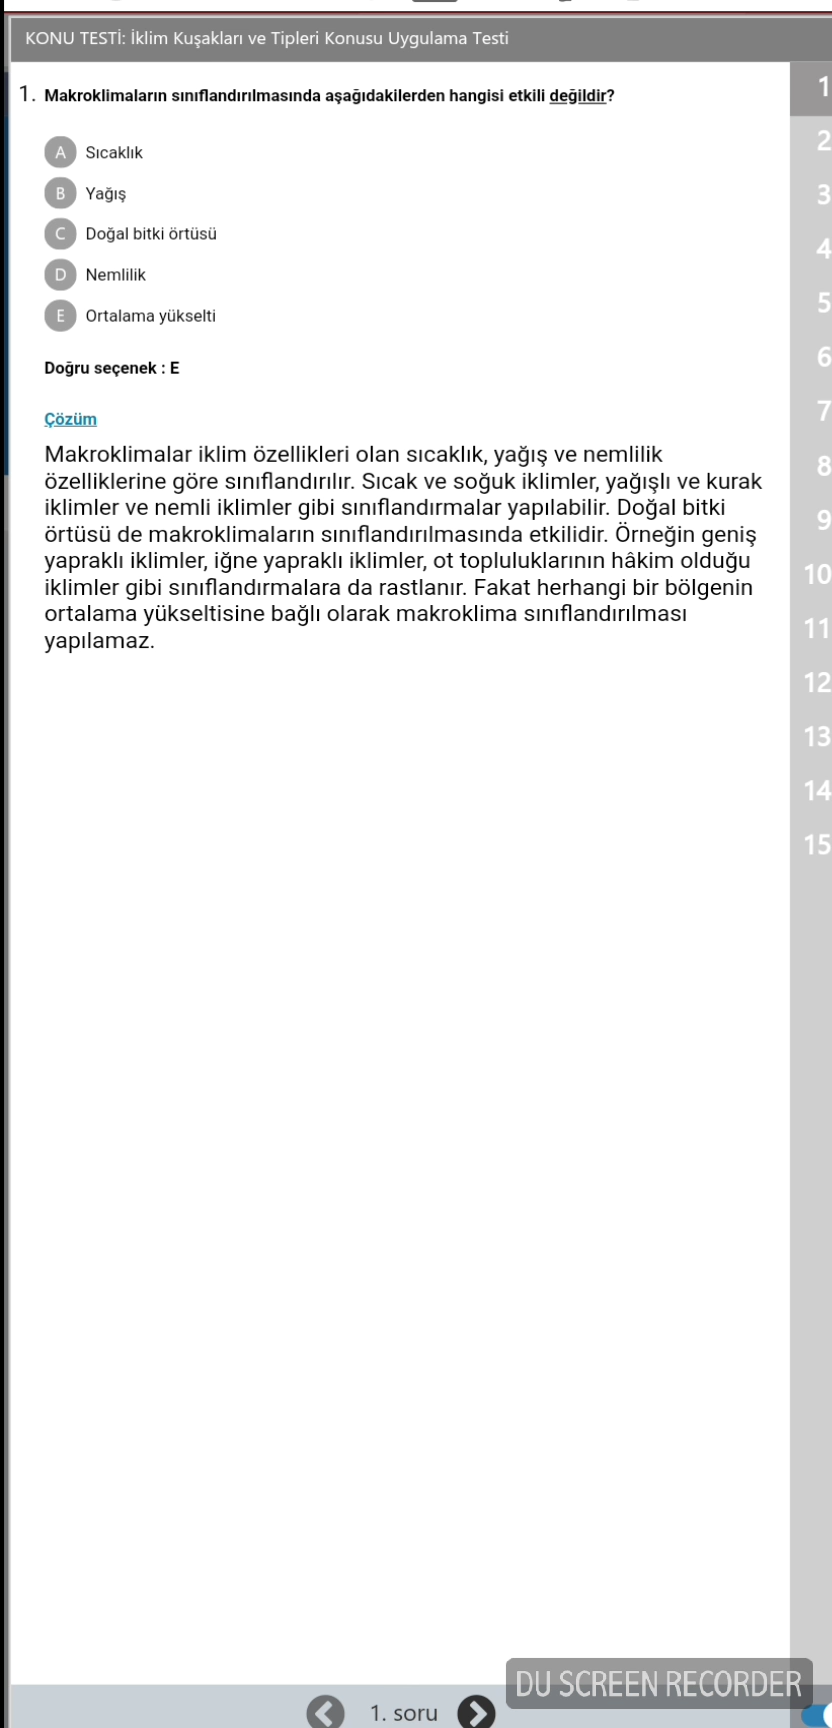 KONU TESTİ: İklim Kuşakları ve Tipleri Konusu Uygulama Testi
1. Makroklimaların sınıflandırılmasında aşağıdakilerden hangisi etkili değildir?
A Sıcaklık
B Yağış
C Doğal bitki örtüsü
D Nemlilik
E Ortalama yükselti
Doğru seçenek : E
Çözüm
Makroklimalar iklim özellikleri olan sıcaklık, yağış ve nemlilik
özelliklerine göre sınıflandırılır. Sıcak ve soğuk iklimler, yağışlı ve kurak
iklimler ve nemli iklimler gibi sınıflandırmalar yapılabilir. Doğal bitki
örtüsü de makroklimaların sınıflandırılmasında etkilidir. Örneğin geniş
yapraklı iklimler, iğne yapraklı iklimler, ot topluluklarının hâkim olduğu
iklimler gibi sınıflandırmalara da rastlanır. Fakat herhangi bir bölgenin
ortalama yükseltisine bağlı olarak makroklima sınıflandırılması
yapılamaz.
1
2
3
4
5
6
7
8
9
10
11
12
13
14
15
DU SCREEN RECORDER
1. soru